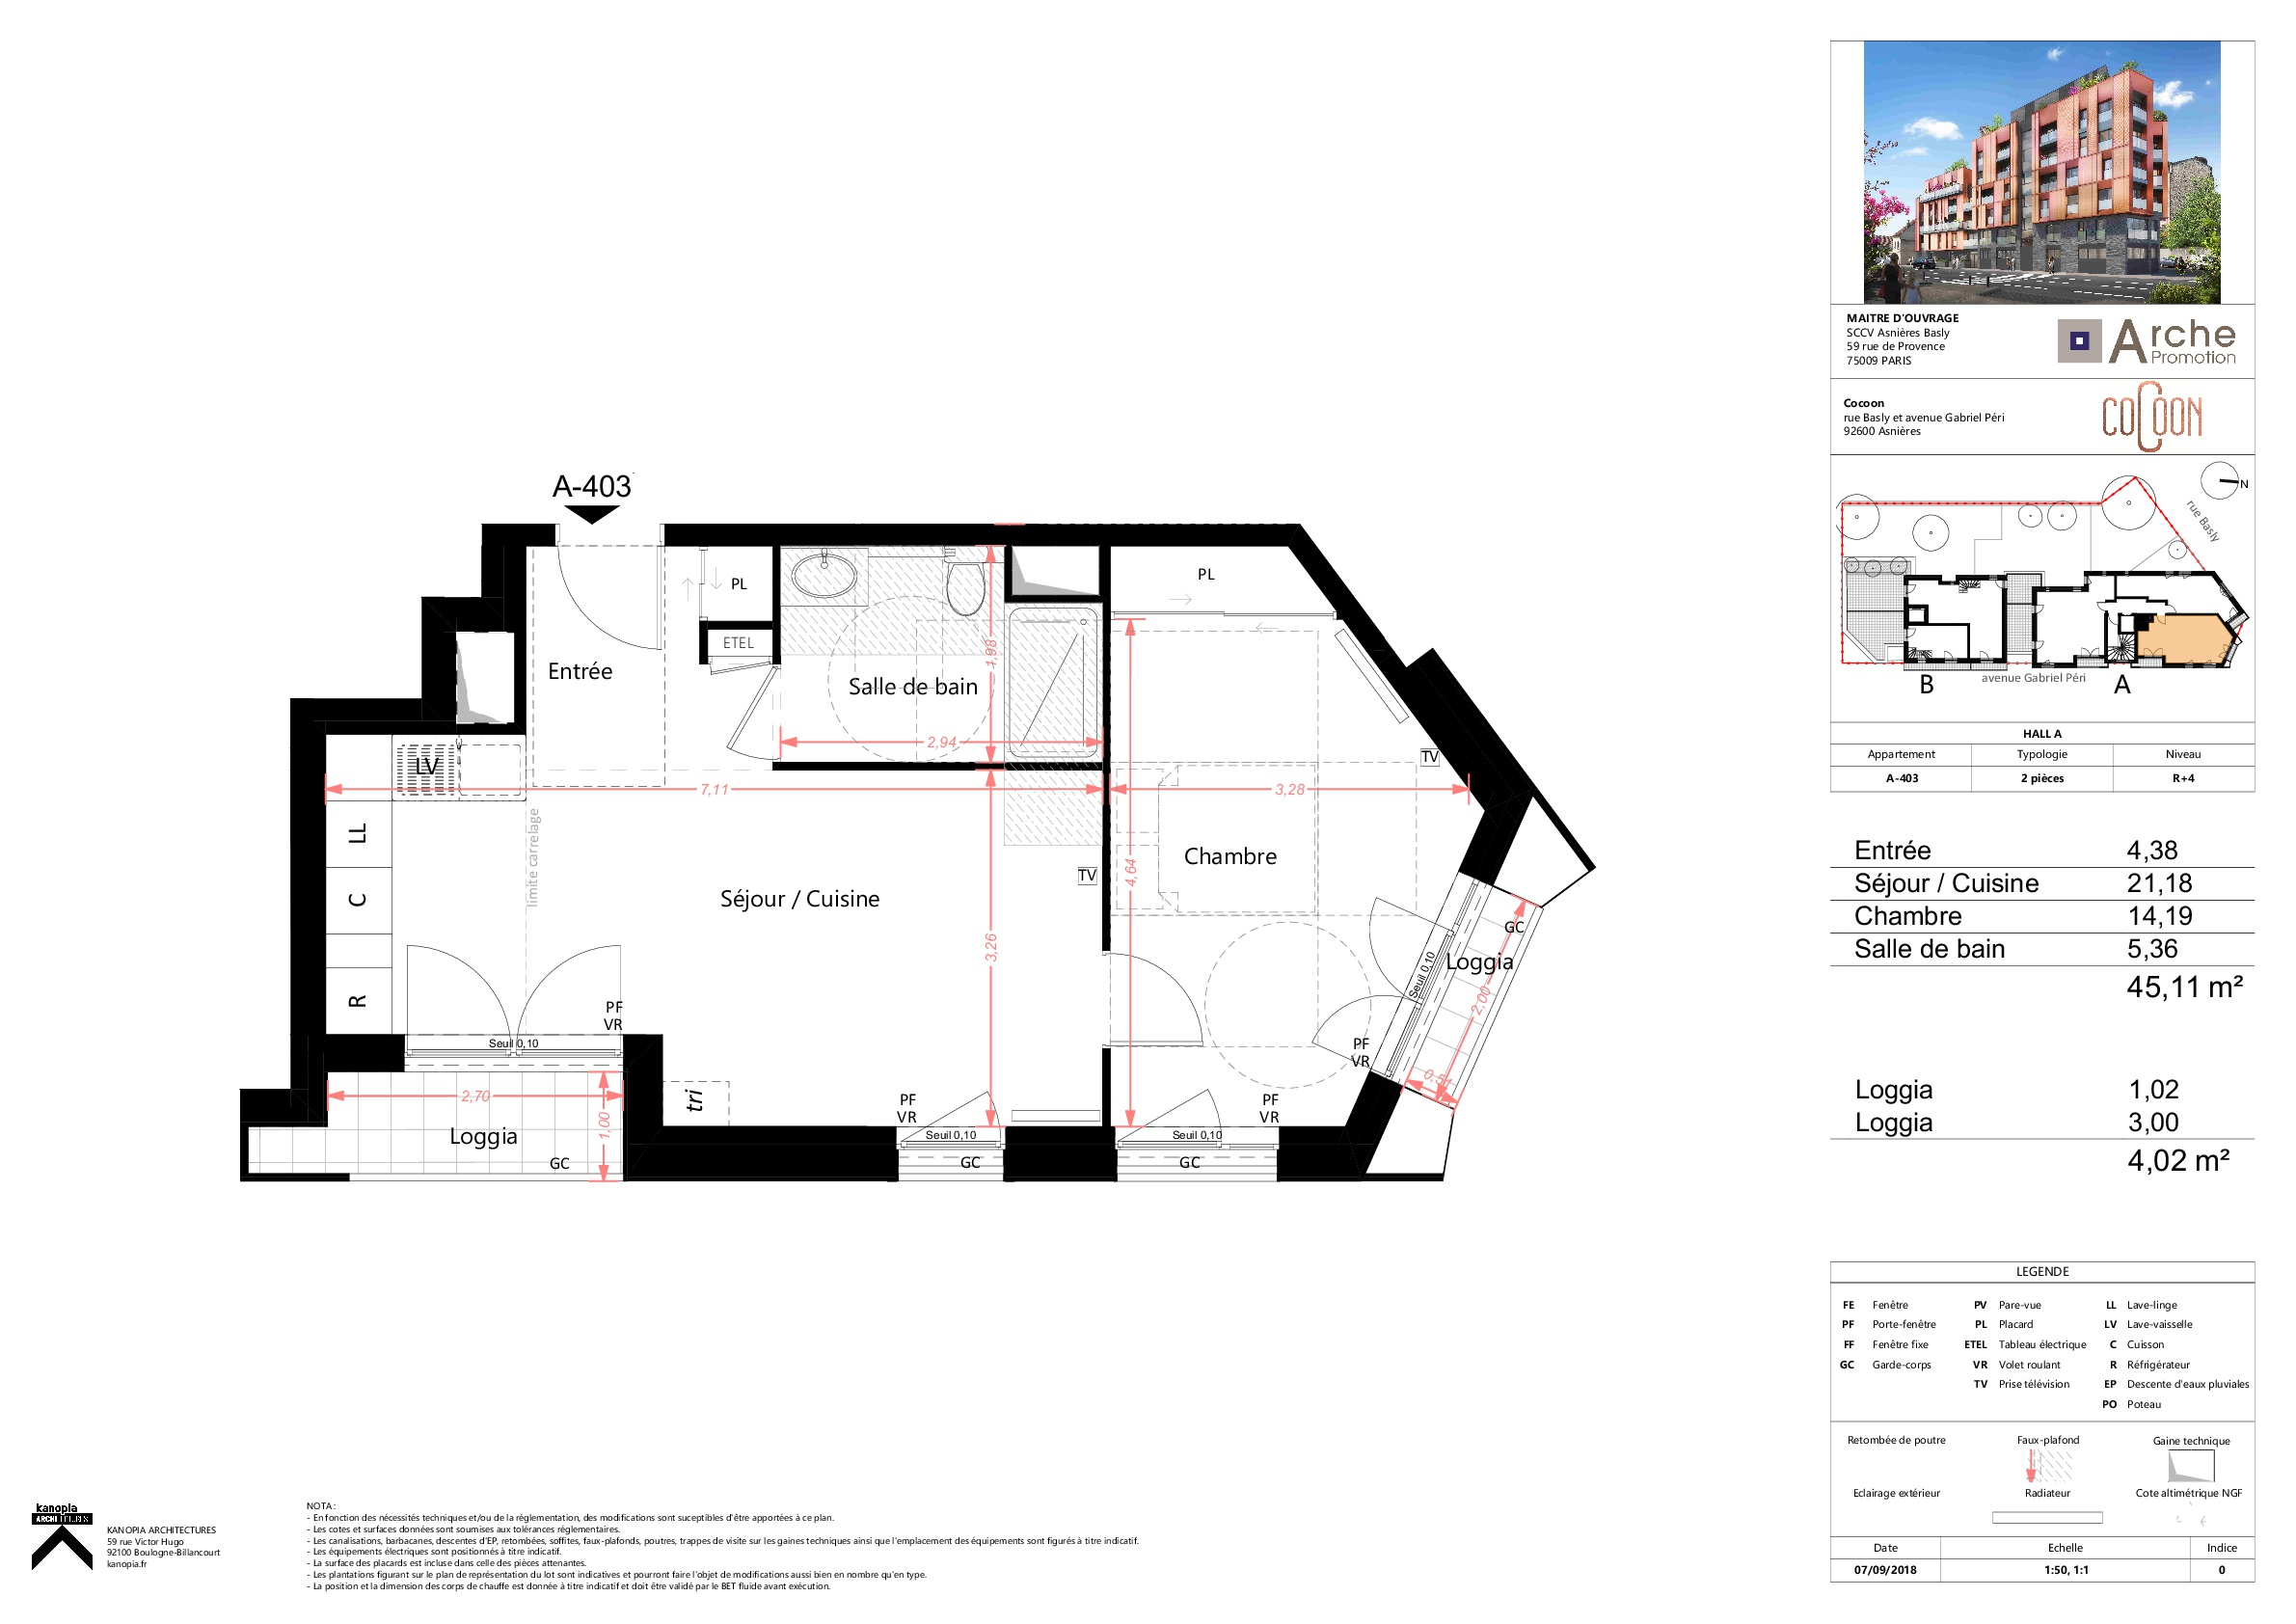 A-403
PL
PL
ETEL
Entrée
Salle de bain
1,98
2,94
TV
LV
7,11
3,28
LL
limite carrelage
Chambre
4,64
TV
C
Séjour / Cuisine
GC
3,26
Seuil 0,10
Loggia
R
PF
VR
2,00
Seuil 0,10
PF
VR
0,51
2,70
tri
PF
VR
PF
VR
1,00
Loggia
Seuil 0,10
Seuil 0,10
GC
GC
GC
MAITRE D'OUVRAGE
SCCV Asnières Basly
59 rue de Provence
75009 PARIS
Arche
Promotion
Cocoon
rue Basly et avenue Gabriel Péri
92600 Asnières
COCOON
N
rue Basly
B
avenue Gabriel Péri
A
HALL A
Appartement Typologie Niveau
A-403 2 pièces R+4
Entrée 4,38
Séjour / Cuisine 21,18
Chambre 14,19
Salle de bain 5,36
45,11 m²
Loggia 1,02
Loggia 3,00
4,02 m²
LEGENDE
FE Fenêtre PV Pare-vue LL Lave-linge
PF Porte-fenêtre PL Placard LV Lave-vaisselle
FF Fenêtre fixe ETEL Tableau électrique C Cuisson
GC Garde-corps VR Volet roulant R Réfrigérateur
TV Prise télévision EP Descente d'eaux pluviales
PO Poteau
Retombée de poutre Faux-plafond Gaine technique
Eclairage extérieur Radiateur Cote altimétrique NGF
Date Echelle Indice
07/09/2018 1:50, 1:1 0
kanopia
ARCHITECTURES
KANOPIA ARCHITECTURES
59 rue Victor Hugo
92100 Boulogne-Billancourt
kanopia.fr
NOTA :
- En fonction des nécessités techniques et/ou de la réglementation, des modifications sont suceptibles d'être apportées à ce plan.
- Les cotes et surfaces données sont soumises aux tolérances réglementaires.
- Les canalisations, barbacanes, descentes d'EP, retombées, soffites, faux-plafonds, poutres, trappes de visite sur les gaines techniques ainsi que l'emplacement des équipements sont figurés à titre indicatif.
- Les équipements électriques sont positionnés à titre indicatif.
- La surface des placards est incluse dans celle des pièces attenantes.
- Les plantations figurant sur le plan de représentation du lot sont indicatives et pourront faire l'objet de modifications aussi bien en nombre qu'en type.
- La position et la dimension des corps de chauffe est donnée à titre indicatif et doit être validé par le BET fluide avant exécution.